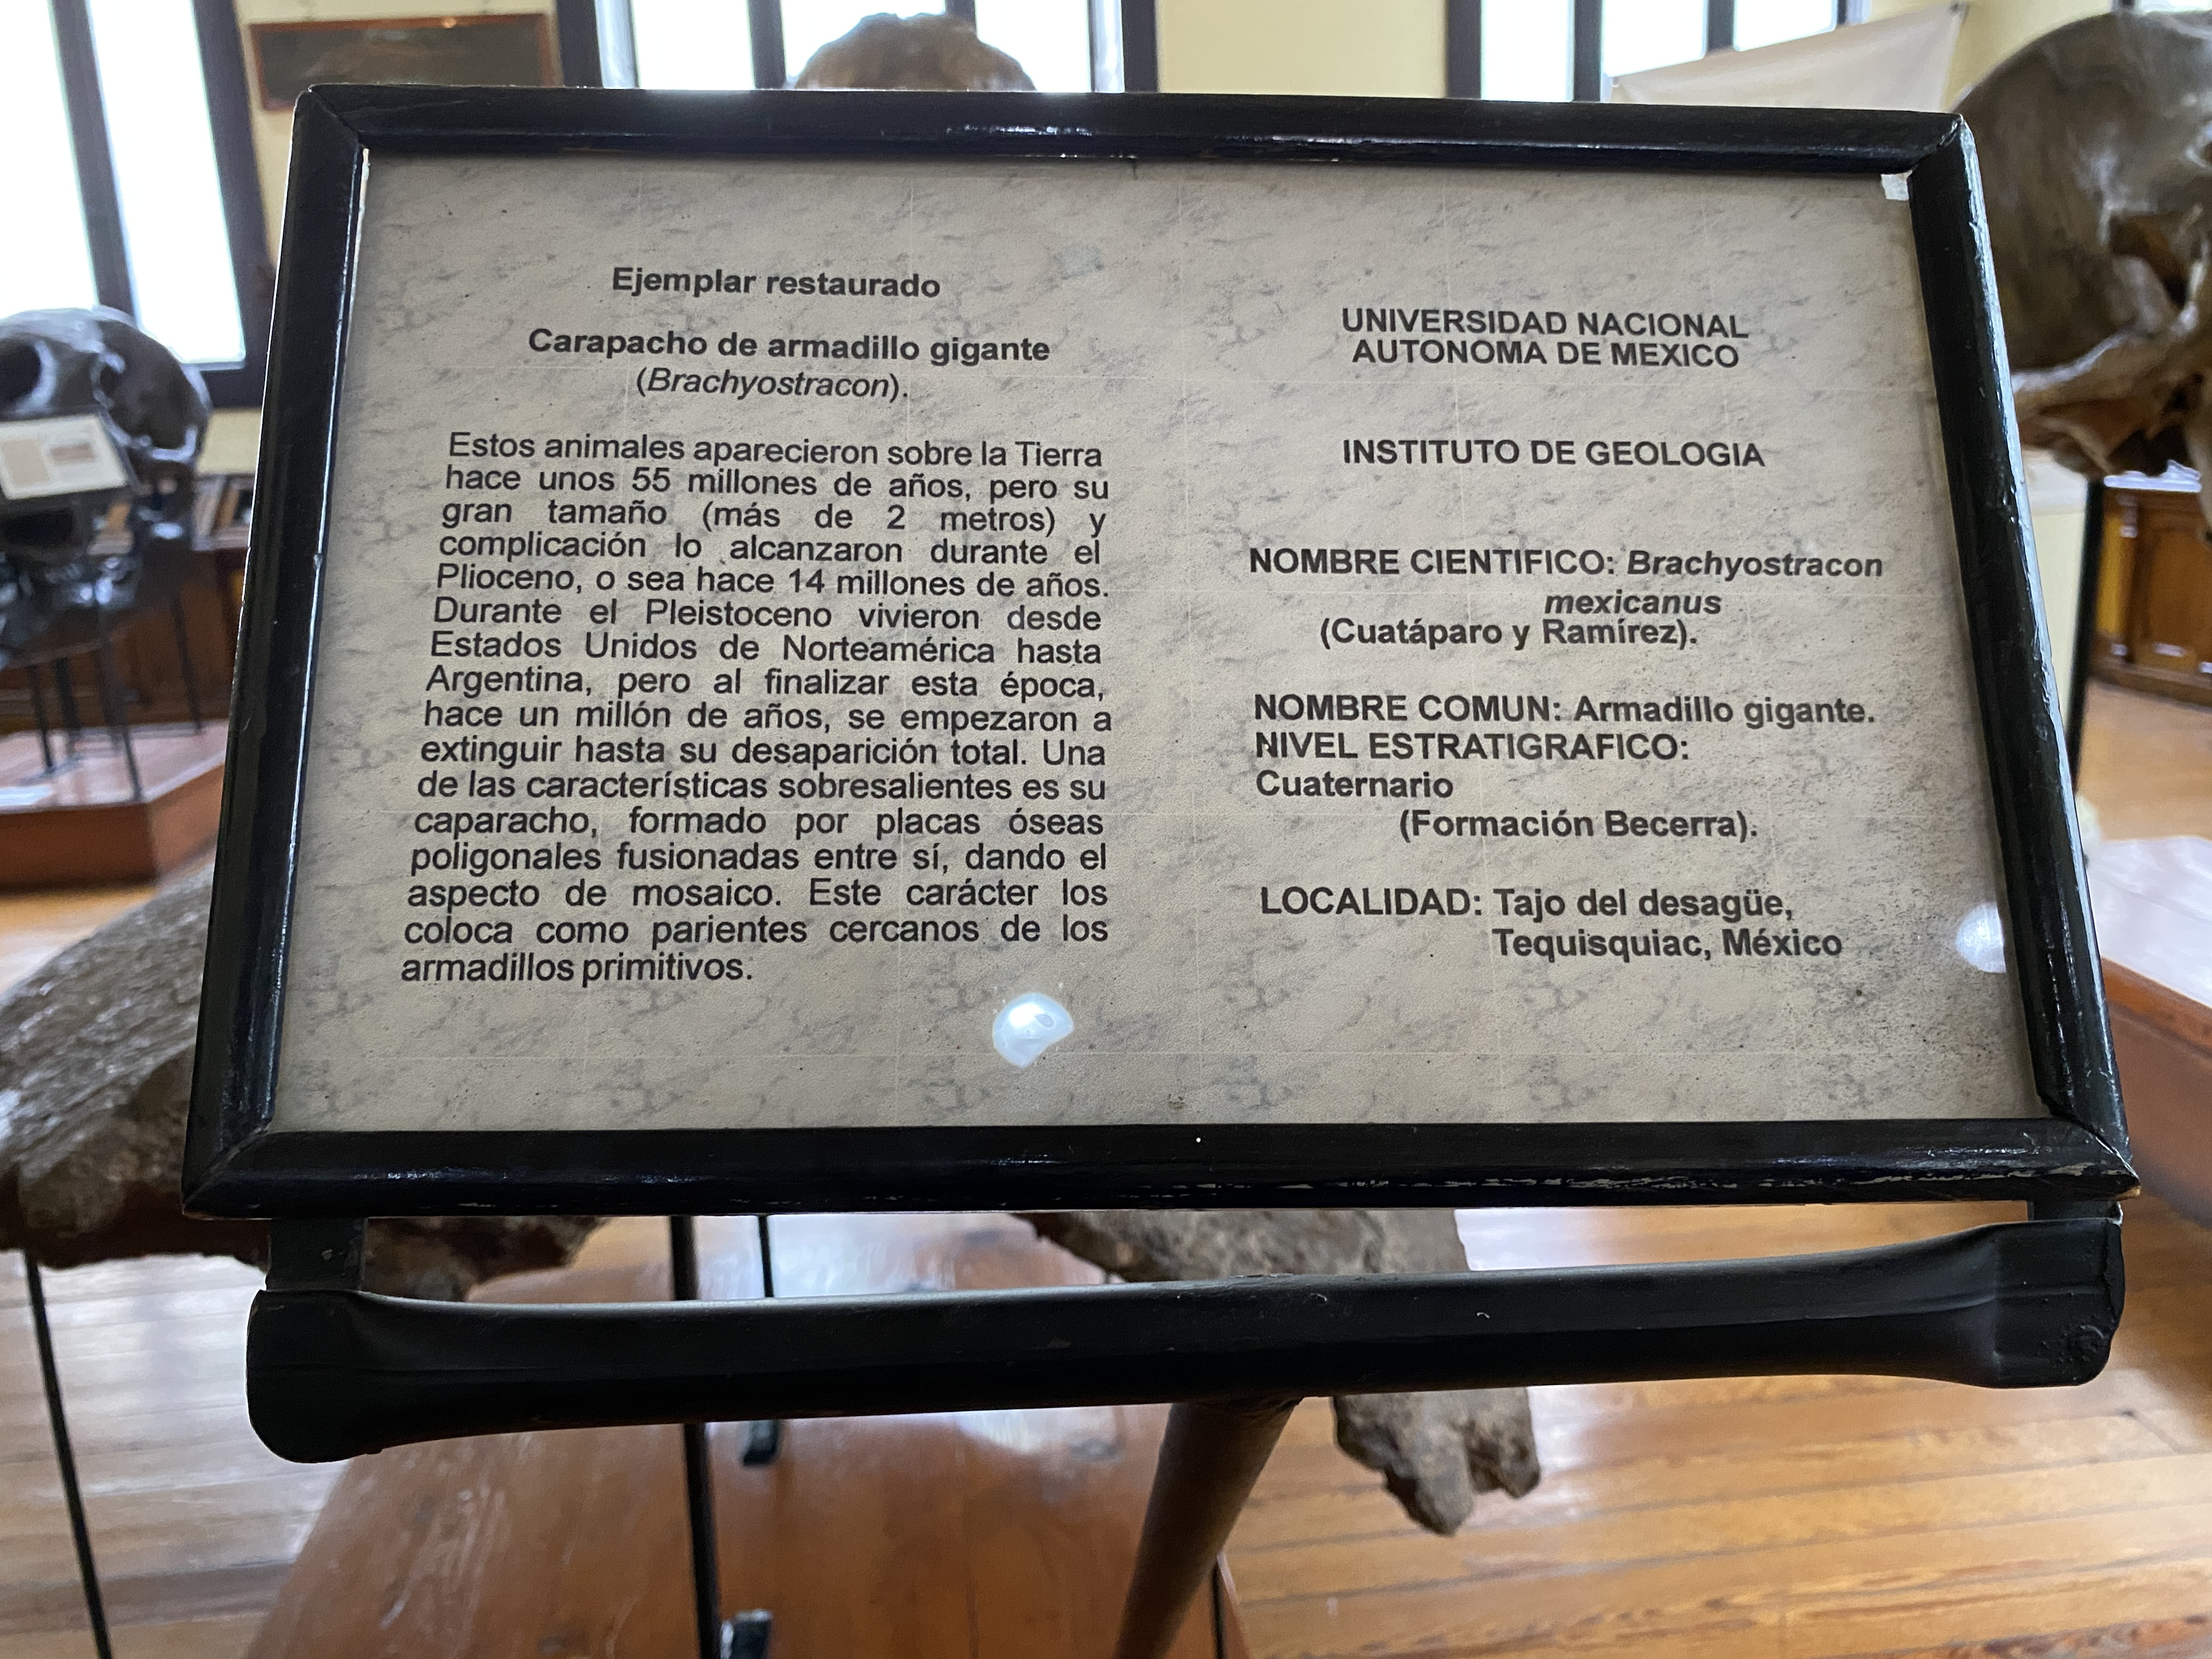 Ejemplar restaurado
Carapacho de armadillo gigante
(Brachyostracon).
Estos animales aparecieron sobre la Tierra
hace unos 55 millones de años, pero su
gran tamaño (más de 2 metros) y
complicación lo alcanzaron durante el
Plioceno, o sea hace 14 millones de años.
Durante el Pleistoceno vivieron desde
Estados Unidos de Norteamérica hasta
Argentina, pero al finalizar esta época,
hace un millón de años, se empezaron a
extinguir hasta su desaparición total. Una
de las características sobresalientes es su
caparacho, formado por placas óseas
poligonales fusionadas entre sí, dando el
aspecto de mosaico. Este carácter los
coloca como parientes cercanos de los
armadillos primitivos.
UNIVERSIDAD NACIONAL
AUTONOMA DE MEXICO
INSTITUTO DE GEOLOGIA
NOMBRE CIENTIFICO: Brachyostracon
mexicanus
(Cuatáparo y Ramírez).
NOMBRE COMUN: Armadillo gigante.
NIVEL ESTRATIGRAFICO:
Cuaternario
(Formación Becerra).
LOCALIDAD: Tajo del desagüe,
Tequisquiac, México